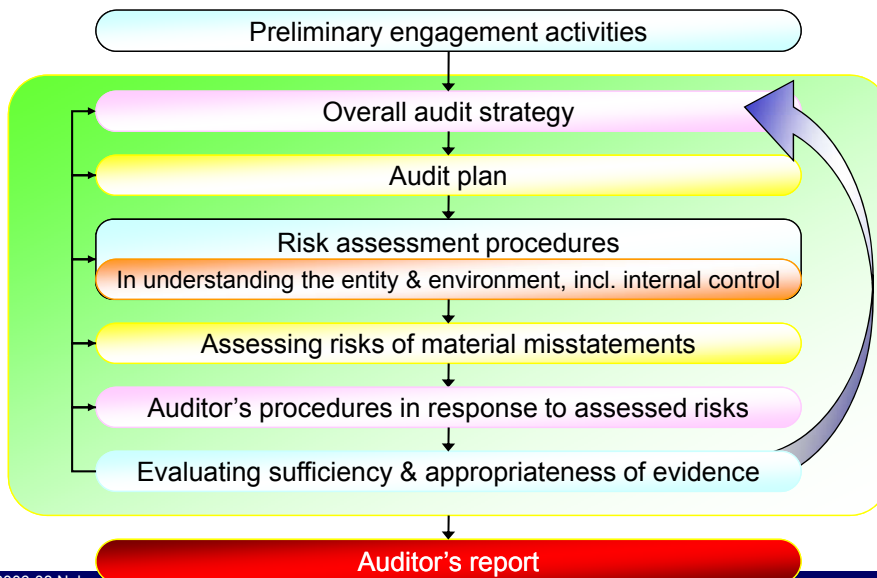 Preliminary engagement activities
Overall audit strategy
Audit plan
Risk assessment procedures
In understanding the entity & environment, incl. internal control
Assessing risks of material misstatements
Auditor's procedures in response to assessed risks
Evaluating sufficiency & appropriateness of evidence
Auditor's report